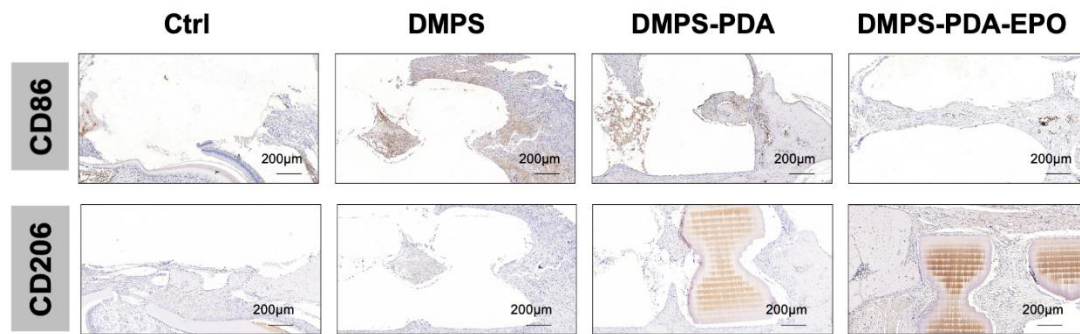 Ctrl DMPS DMPS-PDA DMPS-PDA-EPO
CD86
200μm 200μm 200μm 200μm
CD206
200μm 200μm 200μm 200μm